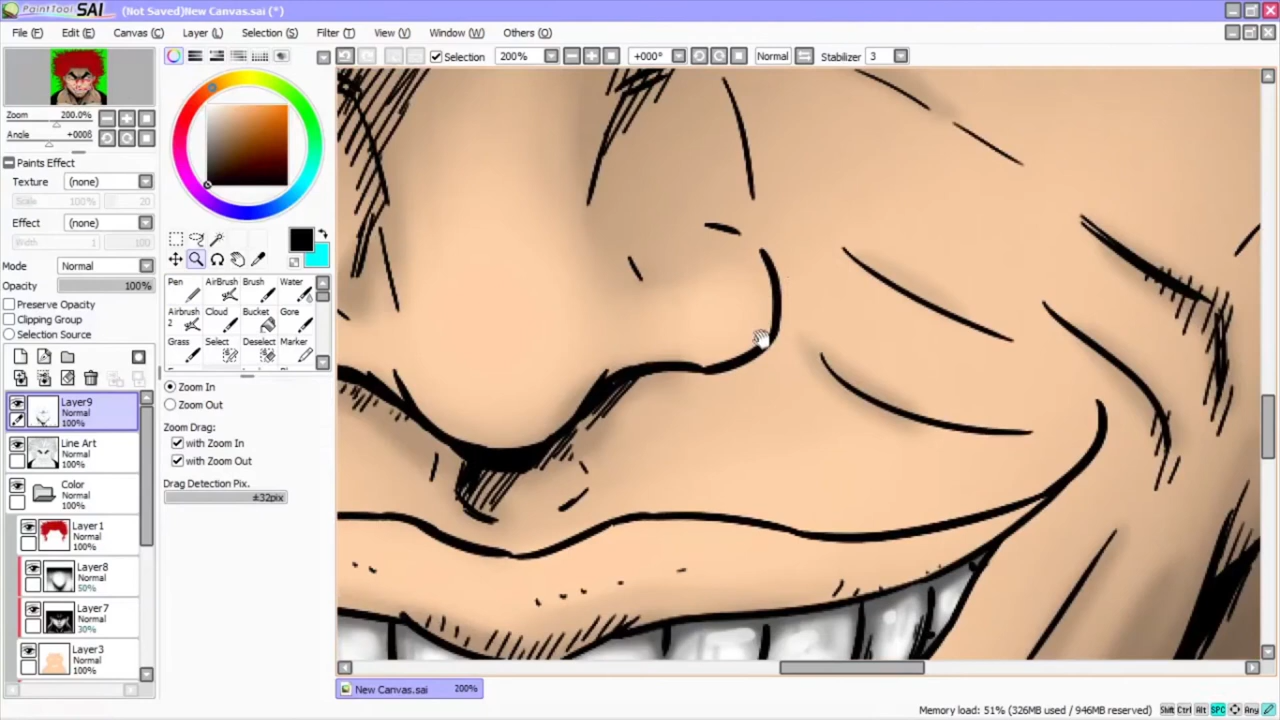 PaintTool SAI (Not Saved)New Canvas.sai (*)
File (F) Edit (E) Canvas (C) Layer (L) Selection (S) Filter (T) View (V) Window (W) Others (O)
Selection 200% +000° Normal Stabilizer 3
Zoom 200.0%
Angle
Paints Effect
Texture (none)
Scale 100% 20
Effect (none)
Width 1 100
Mode Normal
Opacity 100%
Preserve Opacity
Clipping Group
Selection Source
Pen AirBrush Brush Water
Airbrush 2 Cloud Bucket Gore
Grass Select Deselect Marker
Zoom In
Zoom Out
Zoom Drag:
with Zoom In
with Zoom Out
Drag Detection Pix.
±32pix
Layer9
Normal
100%
Line Art
Normal
100%
Color
Normal
100%
Layer1
Normal
100%
Layer8
Normal
50%
Layer7
Normal
30%
Layer3
Normal
100%
New Canvas.sai 200%
Memory load: 51% (326MB used / 946MB reserved) Shift Ctrl Alt SPC Any